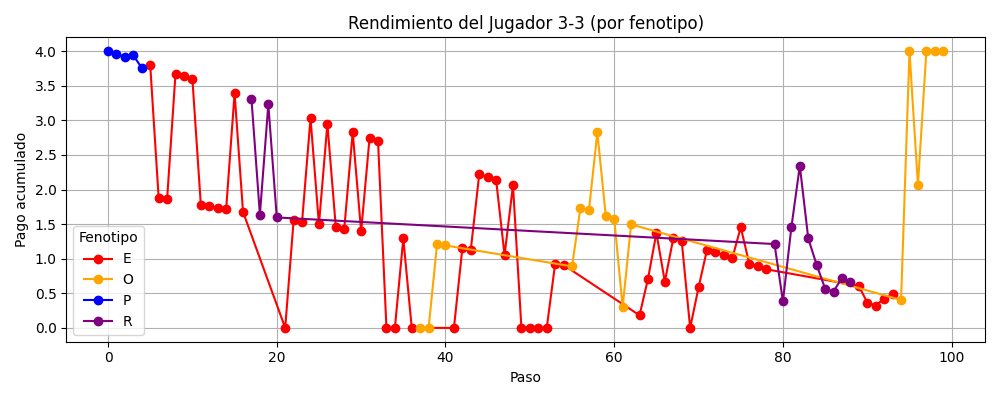 Rendimiento del Jugador 3-3 (por fenotipo)
Pago acumulado
4.0
3.5
3.0
2.5
2.0
1.5
1.0
0.5
0.0
Fenotipo
E
O
P
R
0 20 40 60 80 100
Paso